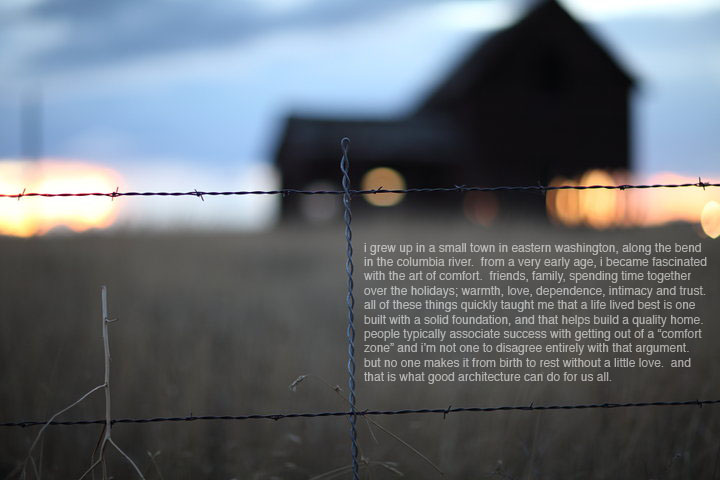 i grew up in a small town in eastern washington, along the bend
in the columbia river.  from a very early age, i became fascinated
with the art of comfort.  friends, family, spending time together
over the holidays; warmth, love, dependence, intimacy and trust.
all of these things quickly taught me that a life lived best is one
built with a solid foundation, and that helps build a quality home.
people typically associate success with getting out of a “comfort
zone” and i’m not one to disagree entirely with that argument.
but no one makes it from birth to rest without a little love.  and
that is what good architecture can do for us all.